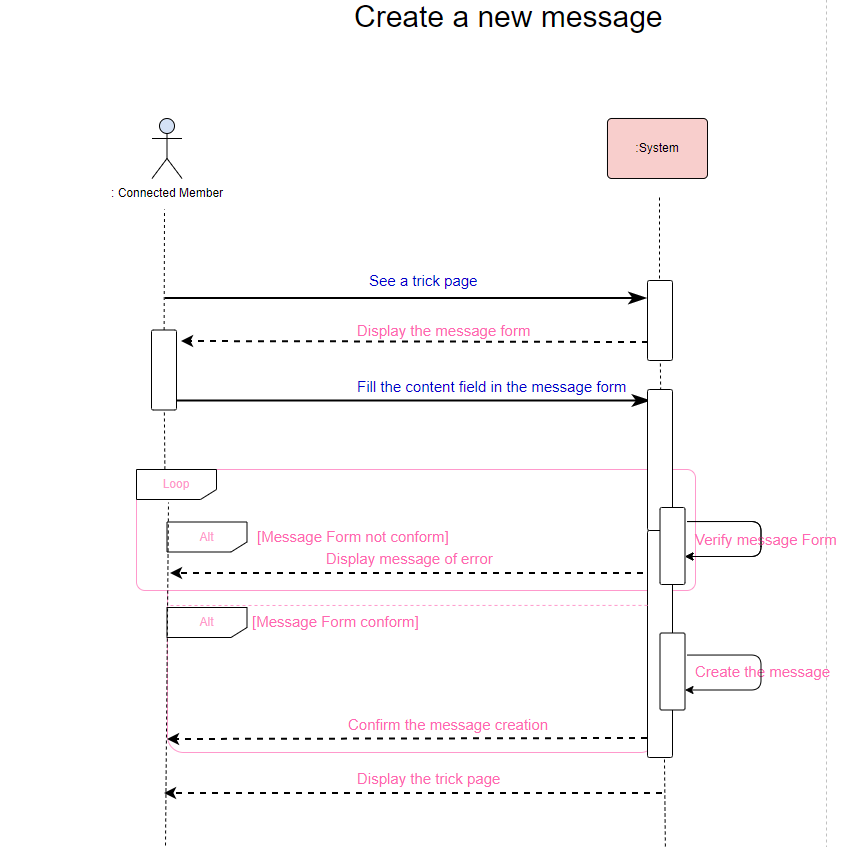 Create a new message
: Connected Member
:System
See a trick page
Display the message form
Fill the content field in the message form
Loop
Alt
[Message Form not conform]
Verify message Form
Display message of error
Alt
[Message Form conform]
Create the message
Confirm the message creation
Display the trick page